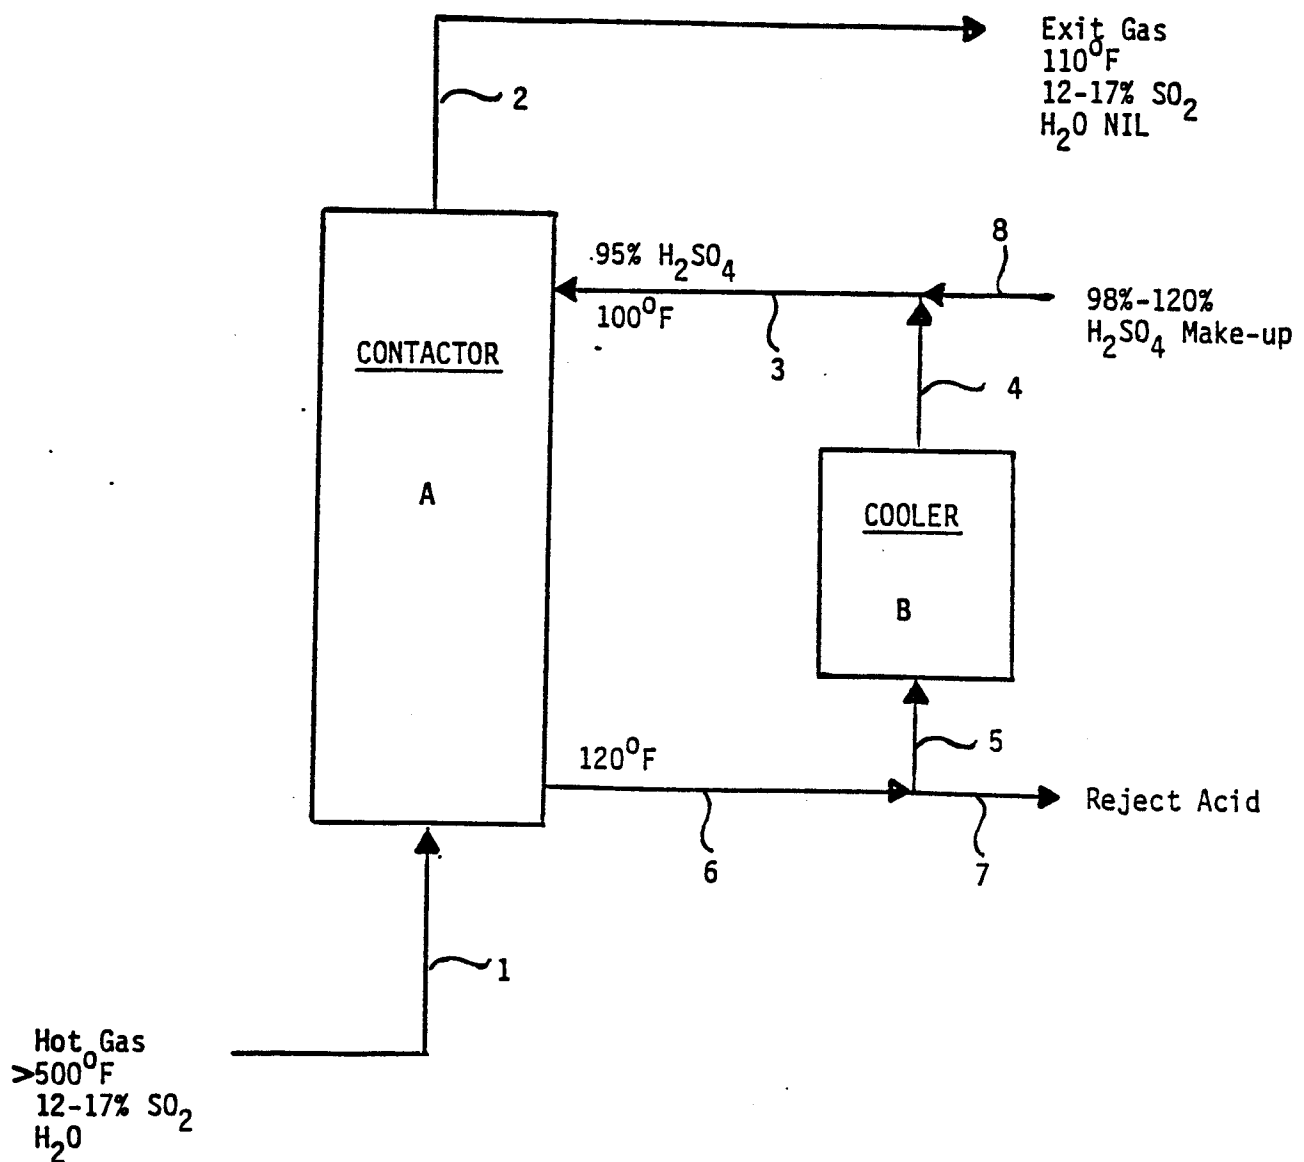 Exit Gas
110°F
12-17% SO₂
H₂O NIL
2
8
95% H₂SO₄
100°F
98%-120%
H₂SO₄ Make-up
3
4
CONTACTOR
A
COOLER
B
120°F
5
Reject Acid
6
7
1
Hot Gas
>500°F
12-17% SO₂
H₂O